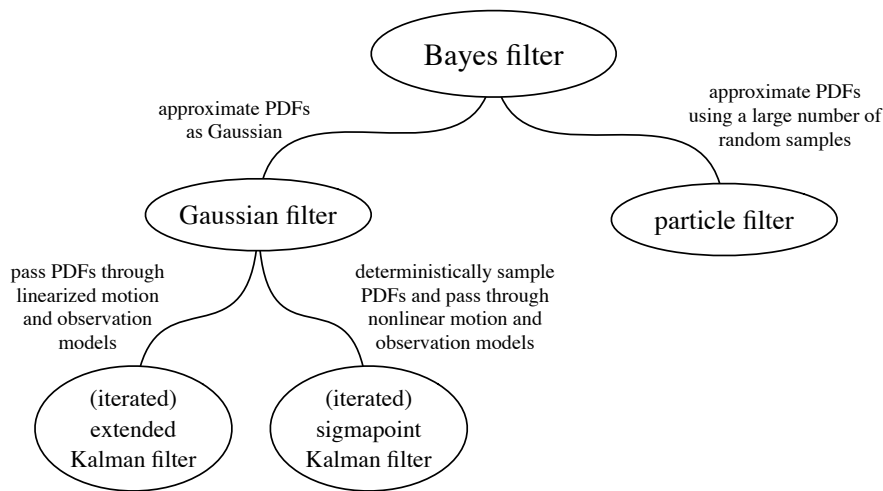 Bayes filter
approximate PDFs
as Gaussian
approximate PDFs
using a large number of
random samples
Gaussian filter
particle filter
pass PDFs through
linearized motion
and observation
models
deterministically sample
PDFs and pass through
nonlinear motion and
observation models
(iterated)
extended
Kalman filter
(iterated)
sigmapoint
Kalman filter